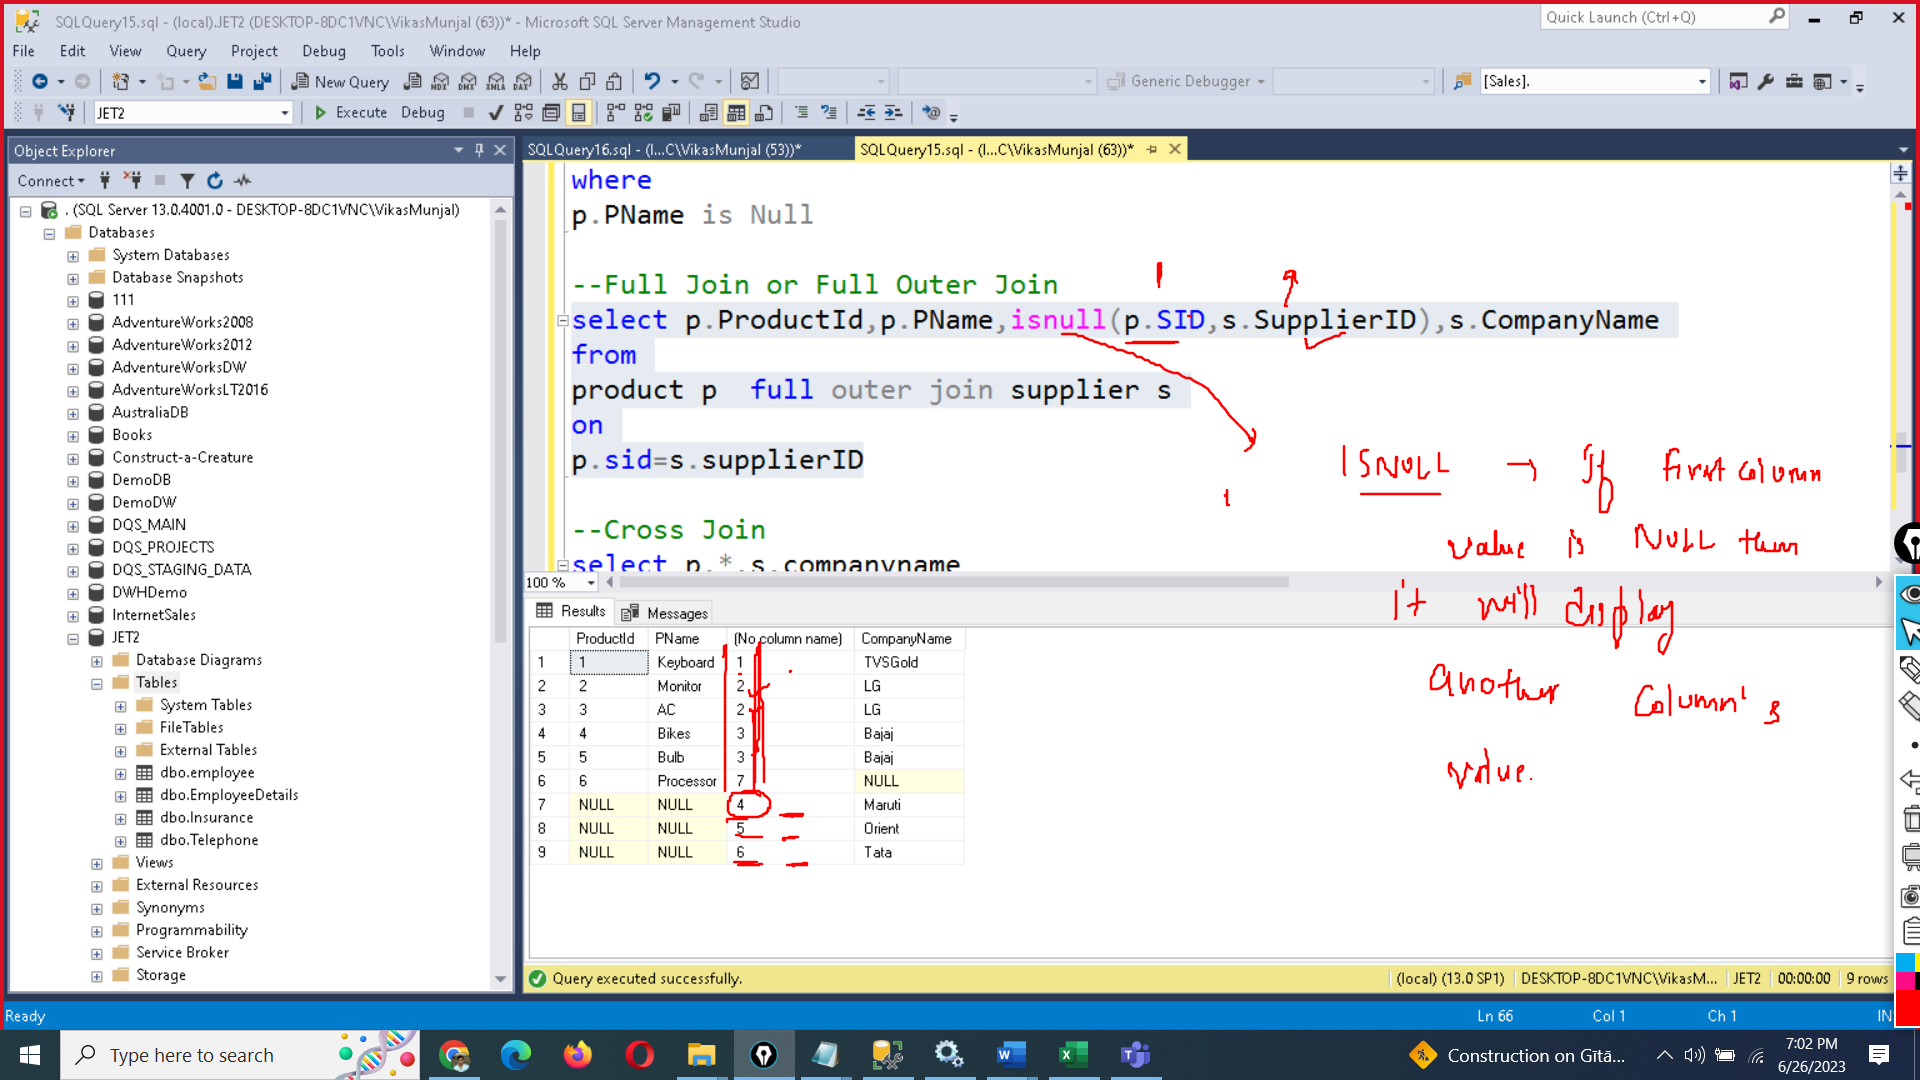 SQLQuery15.sql - (local).JET2 (DESKTOP-8DC1VNC\VikasMunjal (63))* - Microsoft SQL Server Management Studio
Quick Launch (Ctrl+Q)
File Edit View Query Project Debug Tools Window Help
New Query MDX DMX XMLA DAX Generic Debugger [Sales].
JET2 Execute Debug
Object Explorer
Connect
. (SQL Server 13.0.4001.0 - DESKTOP-8DC1VNC\VikasMunjal)
Databases
System Databases
Database Snapshots
111
AdventureWorks2008
AdventureWorks2012
AdventureWorksDW
AdventureWorksLT2016
AustraliaDB
Books
Construct-a-Creature
DemoDB
DemoDW
DQS_MAIN
DQS_PROJECTS
DQS_STAGING_DATA
DWHDemo
InternetSales
JET2
Database Diagrams
Tables
System Tables
FileTables
External Tables
dbo.employee
dbo.EmployeeDetails
dbo.Insurance
dbo.Telephone
Views
External Resources
Synonyms
Programmability
Service Broker
Storage
SQLQuery16.sql - (l...C\VikasMunjal (53))* SQLQuery15.sql - (l...C\VikasMunjal (63))*
where
p.PName is Null
--Full Join or Full Outer Join
select p.ProductId,p.PName,isnull(p.SID,s.SupplierID),s.CompanyName
from
product p full outer join supplier s
on
p.sid=s.supplierID
--Cross Join
select p.*,s.companyname
ISNULL → If first column
value is NULL then
it will display
another column's
value.
100 %
Results Messages
ProductId PName (No column name) CompanyName
1 1 Keyboard 1 TVSGold
2 2 Monitor 2 LG
3 3 AC 2 LG
4 4 Bikes 3 Bajaj
5 5 Bulb 3 Bajaj
6 6 Processor 7 NULL
7 NULL NULL 4 Maruti
8 NULL NULL 5 Orient
9 NULL NULL 6 Tata
Query executed successfully. (local) (13.0 SP1) DESKTOP-8DC1VNC\VikasM... JET2 00:00:00 9 rows
Ready Ln 66 Col 1 Ch 1 IN
Type here to search
Construction on Gītā...
7:02 PM
6/26/2023